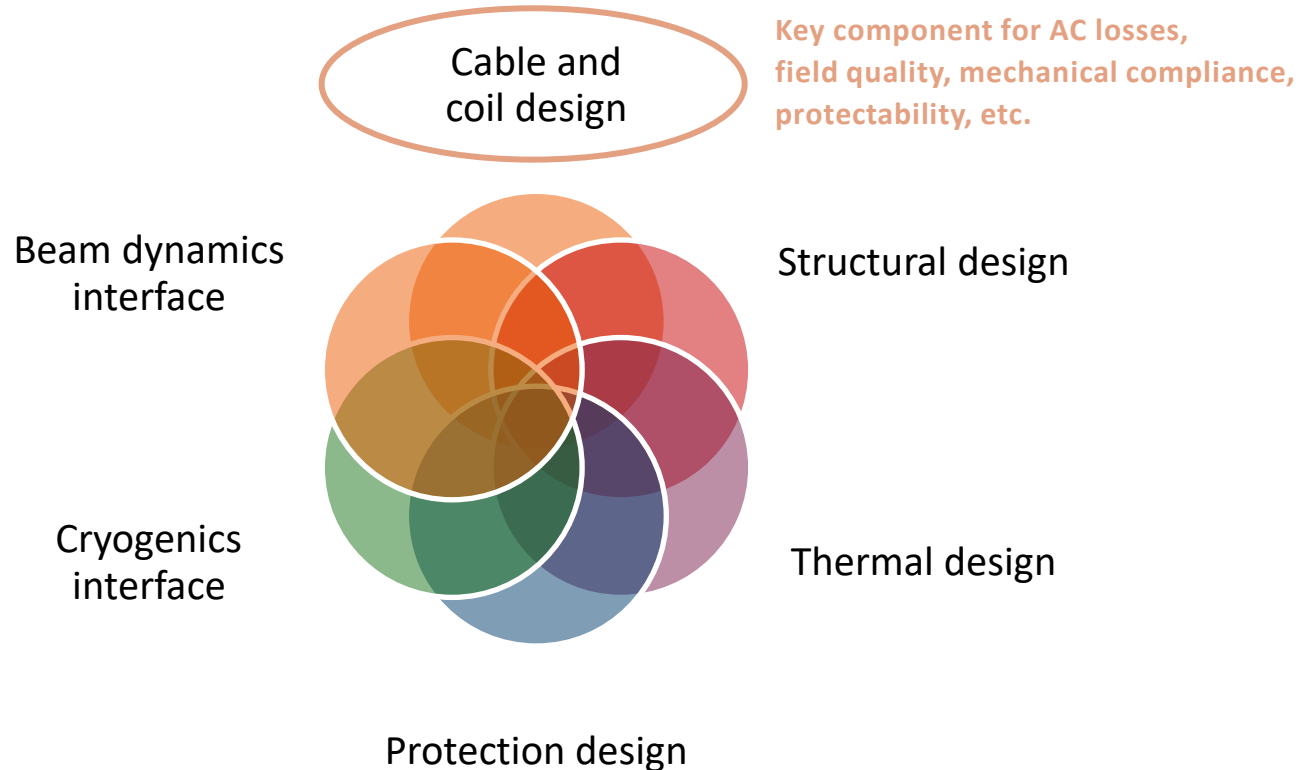 Cable and
coil design
Key component for AC losses,
field quality, mechanical compliance,
protectability, etc.
Beam dynamics
interface
Structural design
Cryogenics
interface
Thermal design
Protection design